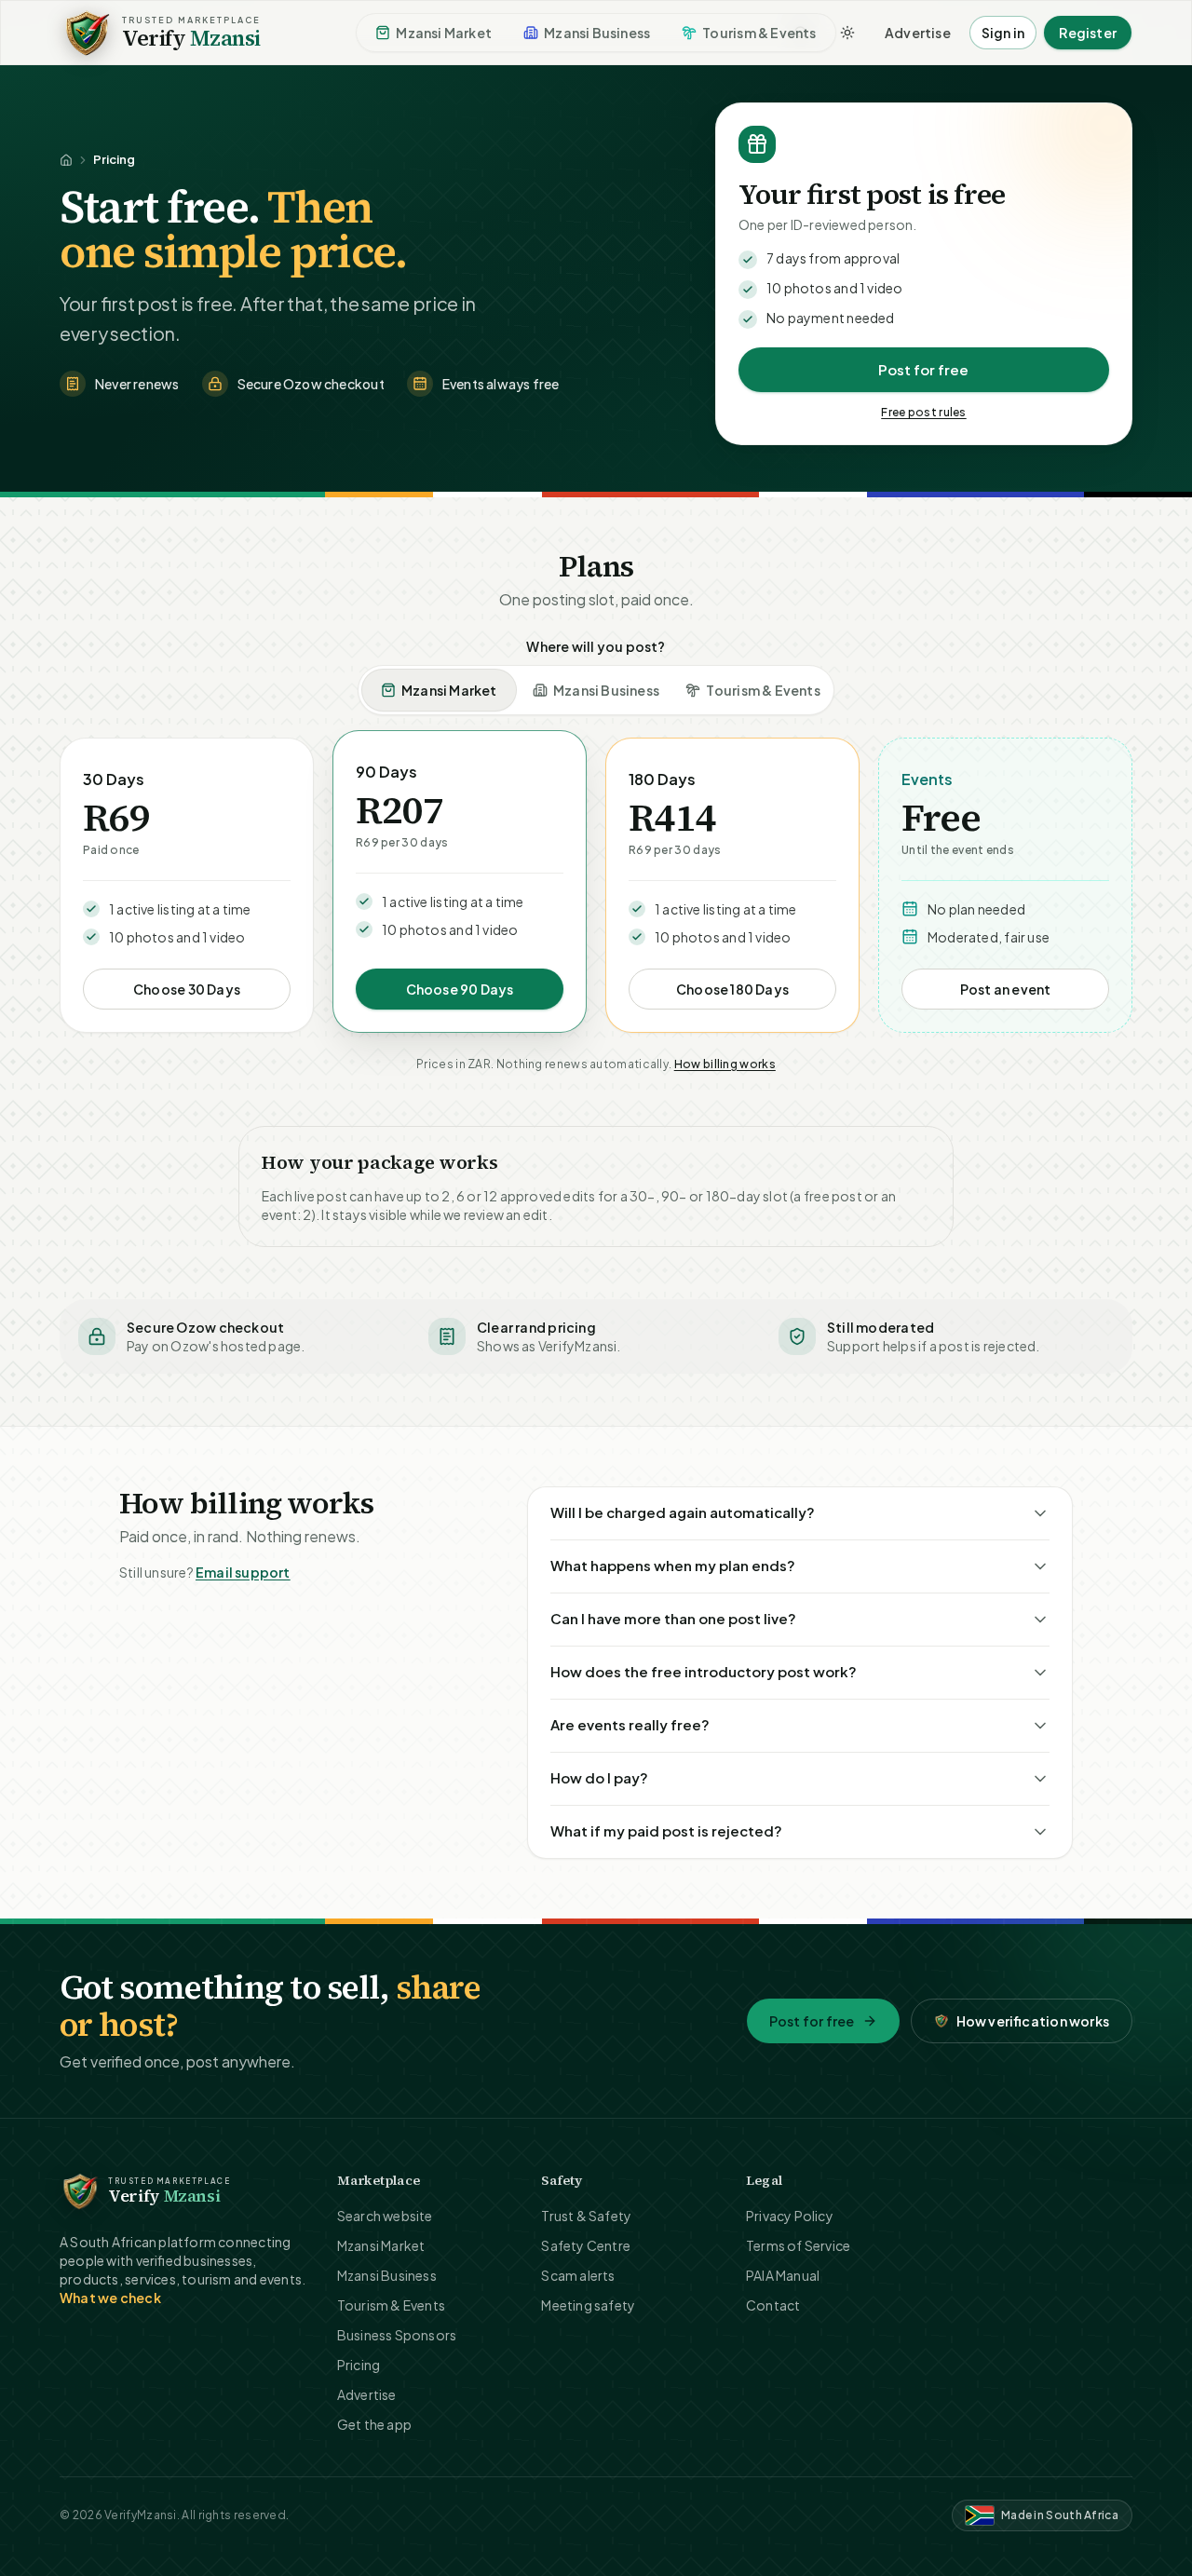 TRUSTED MARKETPLACE
Verify Mzansi
Mzansi Market
Mzansi Business
Tourism & Events
Advertise
Sign in
Register
Pricing
Start free. Then
one simple price.
Your first post is free. After that, the same price in
every section.
Never renews
Secure Ozow checkout
Events always free
Your first post is free
One per ID-reviewed person.
7 days from approval
10 photos and 1 video
No payment needed
Post for free
Free post rules
Plans
One posting slot, paid once.
Where will you post?
Mzansi Market
Mzansi Business
Tourism & Events
30 Days
R69
Paid once
1 active listing at a time
10 photos and 1 video
Choose 30 Days
90 Days
R207
R69 per 30 days
1 active listing at a time
10 photos and 1 video
Choose 90 Days
180 Days
R414
R69 per 30 days
1 active listing at a time
10 photos and 1 video
Choose 180 Days
Events
Free
Until the event ends
No plan needed
Moderated, fair use
Post an event
Prices in ZAR. Nothing renews automatically. How billing works
How your package works
Each live post can have up to 2, 6 or 12 approved edits for a 30-, 90- or 180-day slot (a free post or an
event: 2). It stays visible while we review an edit.
Secure Ozow checkout
Pay on Ozow's hosted page.
Clear rand pricing
Shows as VerifyMzansi.
Still moderated
Support helps if a post is rejected.
How billing works
Paid once, in rand. Nothing renews.
Still unsure? Email support
Will I be charged again automatically?
What happens when my plan ends?
Can I have more than one post live?
How does the free introductory post work?
Are events really free?
How do I pay?
What if my paid post is rejected?
Got something to sell, share
or host?
Get verified once, post anywhere.
Post for free
How verification works
TRUSTED MARKETPLACE
Verify Mzansi
A South African platform connecting
people with verified businesses,
products, services, tourism and events.
What we check
Marketplace
Search website
Mzansi Market
Mzansi Business
Tourism & Events
Business Sponsors
Pricing
Advertise
Get the app
Safety
Trust & Safety
Safety Centre
Scam alerts
Meeting safety
Legal
Privacy Policy
Terms of Service
PAIA Manual
Contact
© 2026 VerifyMzansi. All rights reserved.
Made in South Africa